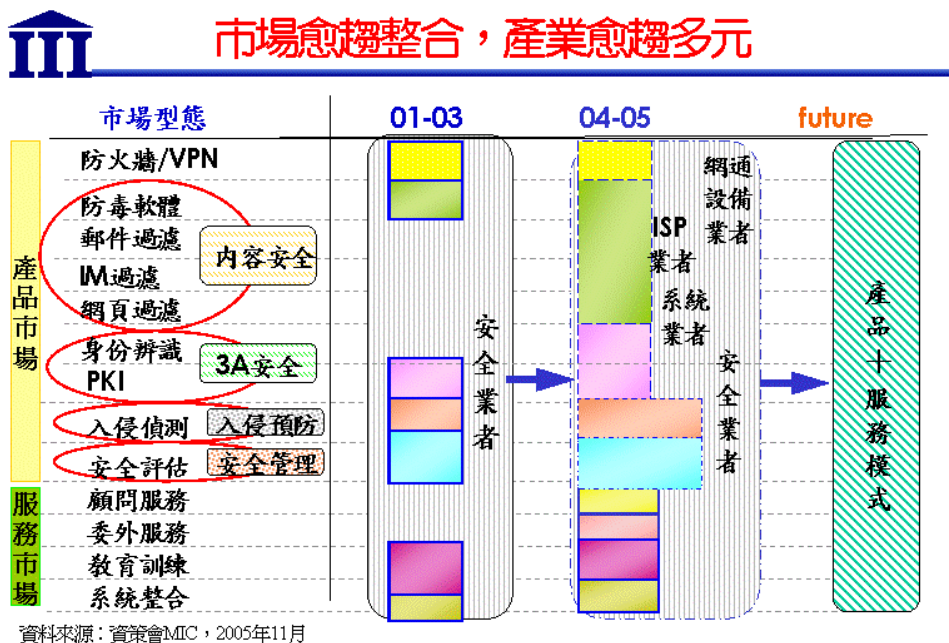 III
市場愈趨整合，產業愈趨多元
市場型態
01-03
04-05
future
產品市場
防火牆/VPN
防毒軟體
郵件過濾
IM過濾
網頁過濾
內容安全
身份辨識
PKI
3A安全
入侵偵測
入侵預防
安全評估
安全管理
服務市場
顧問服務
委外服務
教育訓練
系統整合
安全業者
網通設備業者
ISP業者
系統業者
安全業者
產品＋服務模式
資料來源：資策會MIC，2005年11月